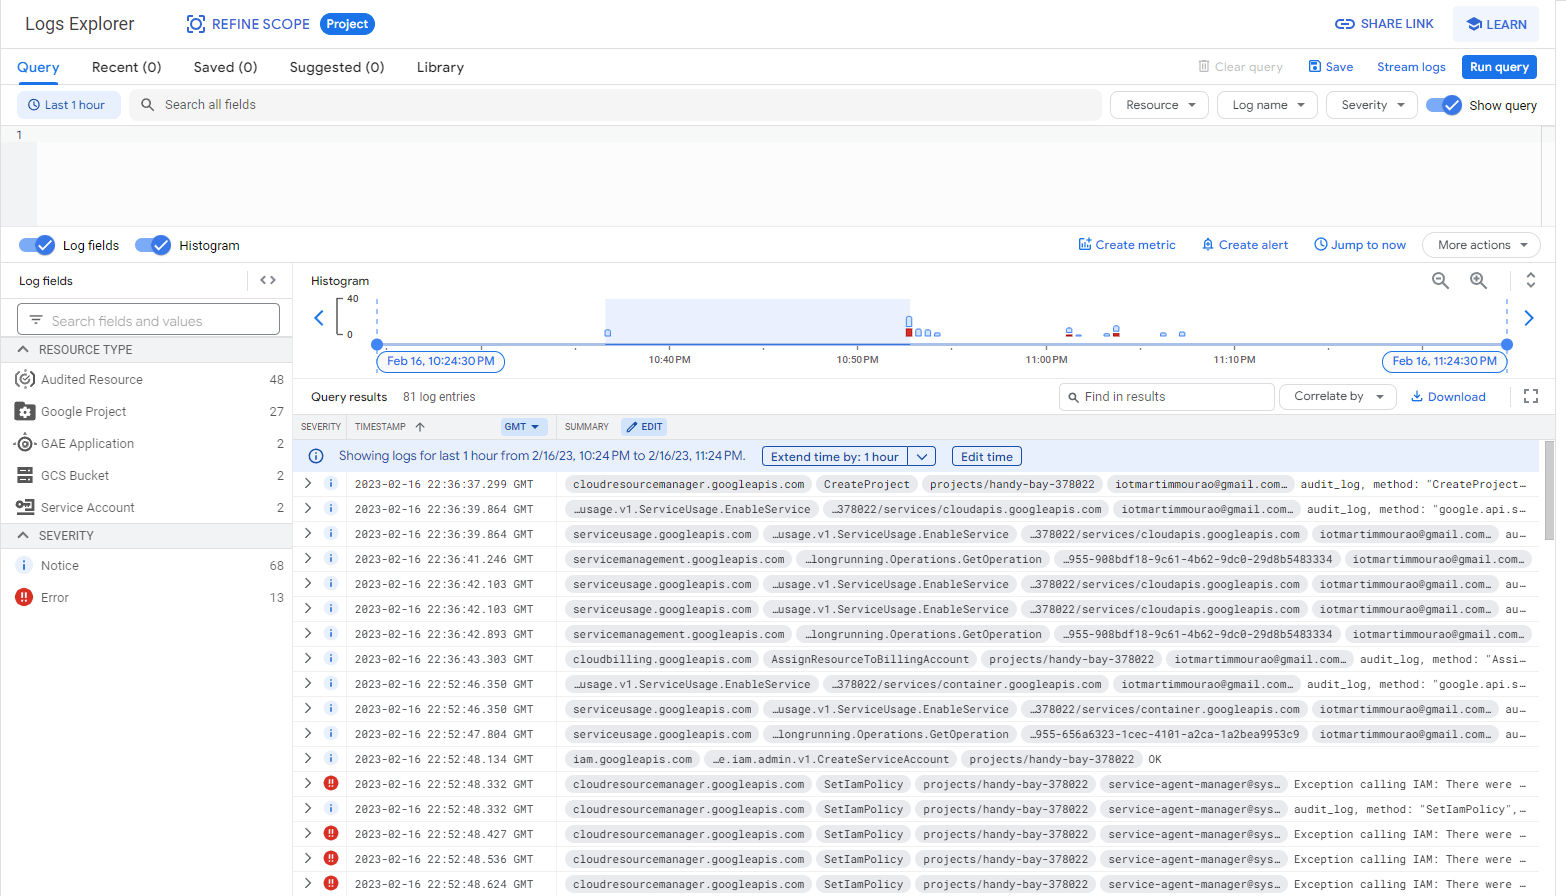 Logs Explorer REFINE SCOPE Project SHARE LINK LEARN
Query Recent (0) Saved (0) Suggested (0) Library Clear query Save Stream logs Run query
Last 1 hour Search all fields Resource Log name Severity Show query
1
Log fields Histogram Create metric Create alert Jump to now More actions
Log fields
Search fields and values
RESOURCE TYPE
Audited Resource 48
Google Project 27
GAE Application 2
GCS Bucket 2
Service Account 2
SEVERITY
Notice 68
Error 13
Histogram
40
0
Feb 16, 10:24:30 PM 10:40 PM 10:50 PM 11:00 PM 11:10 PM Feb 16, 11:24:30 PM
Query results 81 log entries Find in results Correlate by Download
SEVERITY TIMESTAMP GMT SUMMARY EDIT
Showing logs for last 1 hour from 2/16/23, 10:24 PM to 2/16/23, 11:24 PM. Extend time by: 1 hour Edit time
2023-02-16 22:36:37.299 GMT cloudresourcemanager.googleapis.com CreateProject projects/handy-bay-378022 iotmartimmourao@gmail.com… audit_log, method: "CreateProject…
2023-02-16 22:36:39.864 GMT …usage.v1.ServiceUsage.EnableService …378022/services/cloudapis.googleapis.com iotmartimmourao@gmail.com… audit_log, method: "google.api.s…
2023-02-16 22:36:39.864 GMT serviceusage.googleapis.com …usage.v1.ServiceUsage.EnableService …378022/services/cloudapis.googleapis.com iotmartimmourao@gmail.com… au…
2023-02-16 22:36:41.246 GMT servicemanagement.googleapis.com …longrunning.Operations.GetOperation …955-908bdf18-9c61-4b62-9dc0-29d8b5483334 iotmartimmourao@gmail.com…
2023-02-16 22:36:42.103 GMT serviceusage.googleapis.com …usage.v1.ServiceUsage.EnableService …378022/services/cloudapis.googleapis.com iotmartimmourao@gmail.com… au…
2023-02-16 22:36:42.103 GMT serviceusage.googleapis.com …usage.v1.ServiceUsage.EnableService …378022/services/cloudapis.googleapis.com iotmartimmourao@gmail.com… au…
2023-02-16 22:36:42.893 GMT servicemanagement.googleapis.com …longrunning.Operations.GetOperation …955-908bdf18-9c61-4b62-9dc0-29d8b5483334 iotmartimmourao@gmail.com…
2023-02-16 22:36:43.303 GMT cloudbilling.googleapis.com AssignResourceToBillingAccount projects/handy-bay-378022 iotmartimmourao@gmail.com… audit_log, method: "Assi…
2023-02-16 22:52:46.350 GMT …usage.v1.ServiceUsage.EnableService …378022/services/container.googleapis.com iotmartimmourao@gmail.com… audit_log, method: "google.api.s…
2023-02-16 22:52:46.350 GMT serviceusage.googleapis.com …usage.v1.ServiceUsage.EnableService …378022/services/container.googleapis.com iotmartimmourao@gmail.com… au…
2023-02-16 22:52:47.804 GMT serviceusage.googleapis.com …longrunning.Operations.GetOperation …955-656a6323-1cec-4101-a2ca-1a2bea9953c9 iotmartimmourao@gmail.com… au…
2023-02-16 22:52:48.134 GMT iam.googleapis.com …e.iam.admin.v1.CreateServiceAccount projects/handy-bay-378022 OK
2023-02-16 22:52:48.332 GMT cloudresourcemanager.googleapis.com SetIamPolicy projects/handy-bay-378022 service-agent-manager@sys… Exception calling IAM: There were …
2023-02-16 22:52:48.332 GMT cloudresourcemanager.googleapis.com SetIamPolicy projects/handy-bay-378022 service-agent-manager@sys… audit_log, method: "SetIamPolicy",…
2023-02-16 22:52:48.427 GMT cloudresourcemanager.googleapis.com SetIamPolicy projects/handy-bay-378022 service-agent-manager@sys… Exception calling IAM: There were …
2023-02-16 22:52:48.536 GMT cloudresourcemanager.googleapis.com SetIamPolicy projects/handy-bay-378022 service-agent-manager@sys… Exception calling IAM: There were …
2023-02-16 22:52:48.624 GMT cloudresourcemanager.googleapis.com SetIamPolicy projects/handy-bay-378022 service-agent-manager@sys… Exception calling IAM: There were …